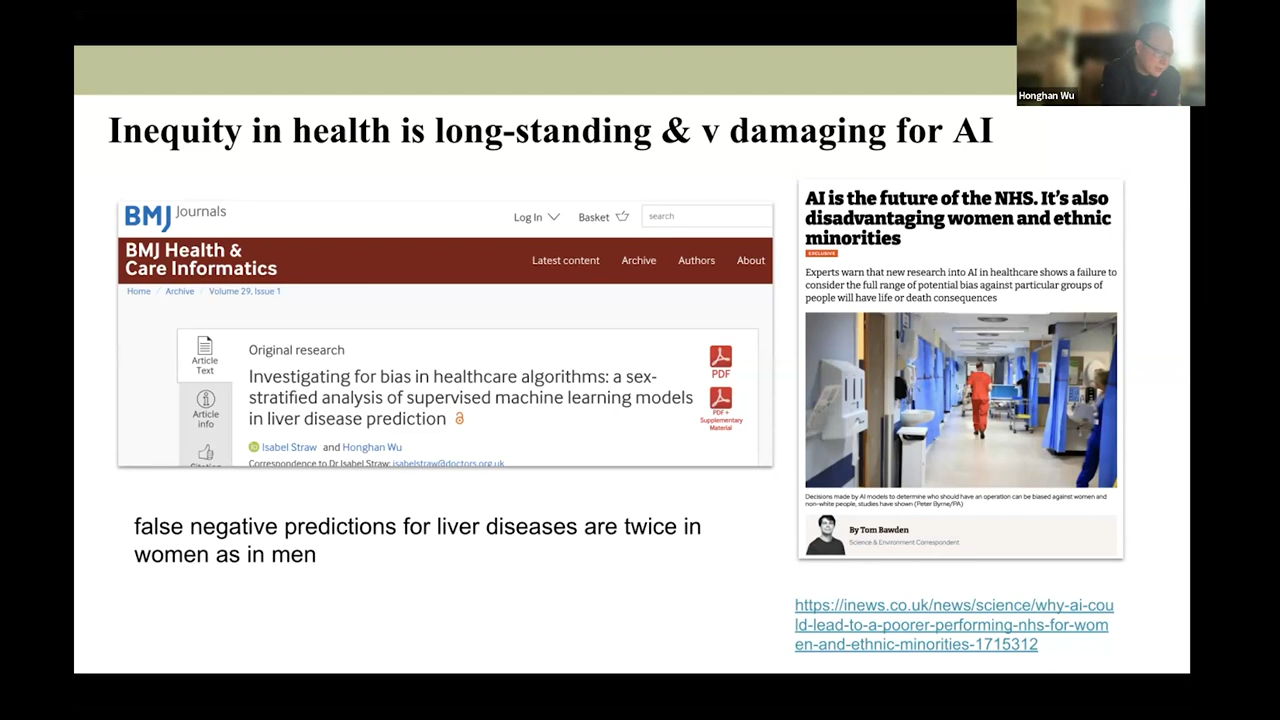 Honghan Wu
Inequity in health is long-standing & v damaging for AI
BMJ Journals
Log In
Basket
search
BMJ Health &
Care Informatics
Latest content
Archive
Authors
About
Home / Archive / Volume 29, Issue 1
Article
Text
Article
info
Citation
Original research
Investigating for bias in healthcare algorithms: a sex-
stratified analysis of supervised machine learning models
in liver disease prediction
iD Isabel Straw and Honghan Wu
Correspondence to Dr Isabel Straw; isabelstraw@doctors.org.uk
PDF
PDF +
Supplementary
Material
false negative predictions for liver diseases are twice in
women as in men
AI is the future of the NHS. It’s also
disadvantaging women and ethnic
minorities
EXCLUSIVE
Experts warn that new research into AI in healthcare shows a failure to
consider the full range of potential bias against particular groups of
people will have life or death consequences
Decisions made by AI models to determine who should have an operation can be biased against women and
non-white people, studies have shown (Peter Byrne/PA)
By Tom Bawden
Science & Environment Correspondent
https://inews.co.uk/news/science/why-ai-cou
ld-lead-to-a-poorer-performing-nhs-for-wom
en-and-ethnic-minorities-1715312